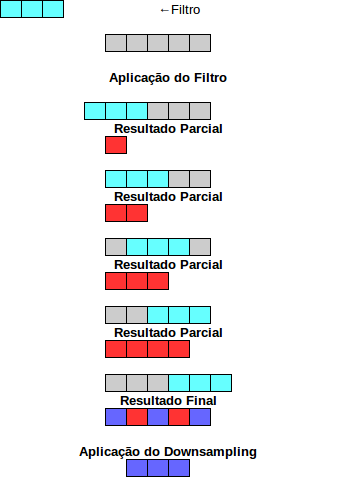 ←Filtro
Aplicação do Filtro
Resultado Parcial
Resultado Parcial
Resultado Parcial
Resultado Parcial
Resultado Final
Aplicação do Downsampling